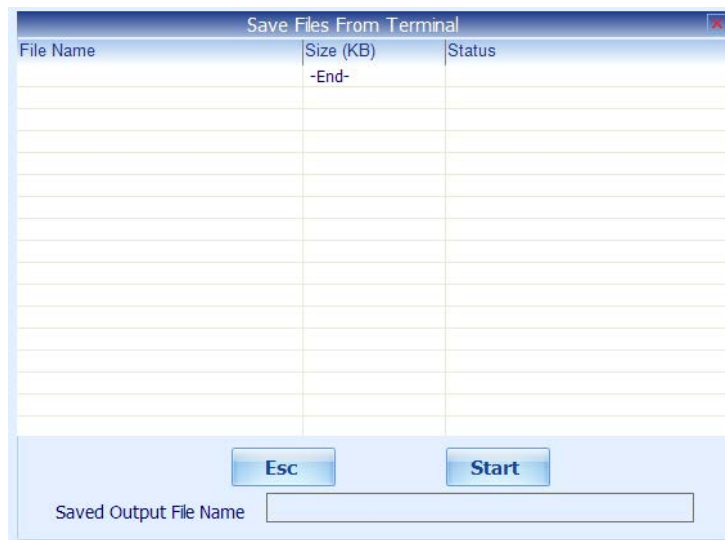 Save Files From Terminal
File Name Size (KB) Status
-End-
Esc Start
Saved Output File Name